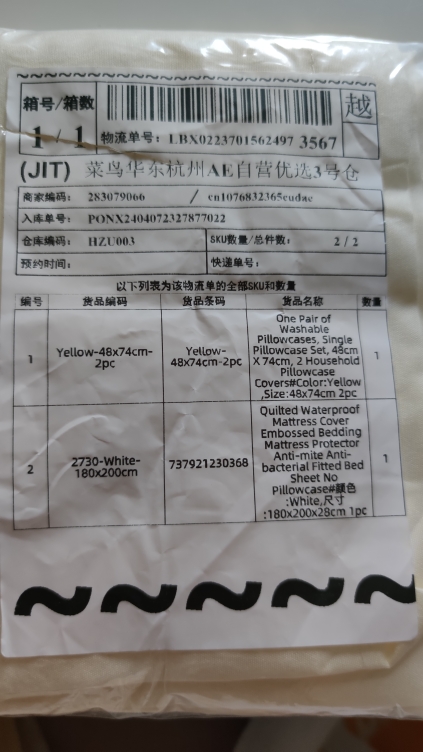 箱号/箱数
越
1 / 1 物流单号: LBX0223701562497 3567
(JIT) 菜鸟华东杭州AE自营优选3号仓
商家编码: 283079066 / cn1076832365cudae
入库单号: PONX2404072327877022
仓库编码: HZU003 SKU数量/总件数: 2 / 2
预约时间: 快递单号:
以下列表为该物流单的全部SKU和数量
编号 货品编码 货品条码 货品名称 数量
1 Yellow-48x74cm-2pc Yellow-48x74cm-2pc One Pair of Washable Pillowcases, Single Pillowcase Set, 48cm X 74cm, 2 Household Pillowcase Covers#Color:Yellow,Size:48x74cm 2pc 1
2 2730-White-180x200cm 737921230368 Quilted Waterproof Mattress Cover Embossed Bedding Mattress Protector Anti-mite Anti-bacterial Fitted Bed Sheet No Pillowcase#颜色:White,尺寸:180x200x28cm 1pc 1